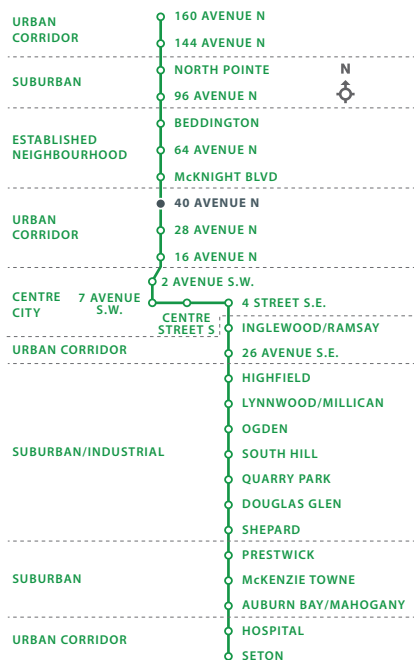 160 AVENUE N
URBAN
CORRIDOR
144 AVENUE N
NORTH POINTE
N
SUBURBAN
96 AVENUE N
BEDDINGTON
ESTABLISHED
NEIGHBOURHOOD
64 AVENUE N
McKNIGHT BLVD
40 AVENUE N
URBAN
CORRIDOR
28 AVENUE N
16 AVENUE N
2 AVENUE S.W.
CENTRE
CITY
7 AVENUE
S.W.
CENTRE
STREET S
4 STREET S.E.
INGLEWOOD/RAMSAY
URBAN CORRIDOR
26 AVENUE S.E.
HIGHFIELD
LYNNWOOD/MILLICAN
OGDEN
SUBURBAN/INDUSTRIAL
SOUTH HILL
QUARRY PARK
DOUGLAS GLEN
SHEPARD
PRESTWICK
SUBURBAN
McKENZIE TOWNE
AUBURN BAY/MAHOGANY
URBAN CORRIDOR
HOSPITAL
SETON